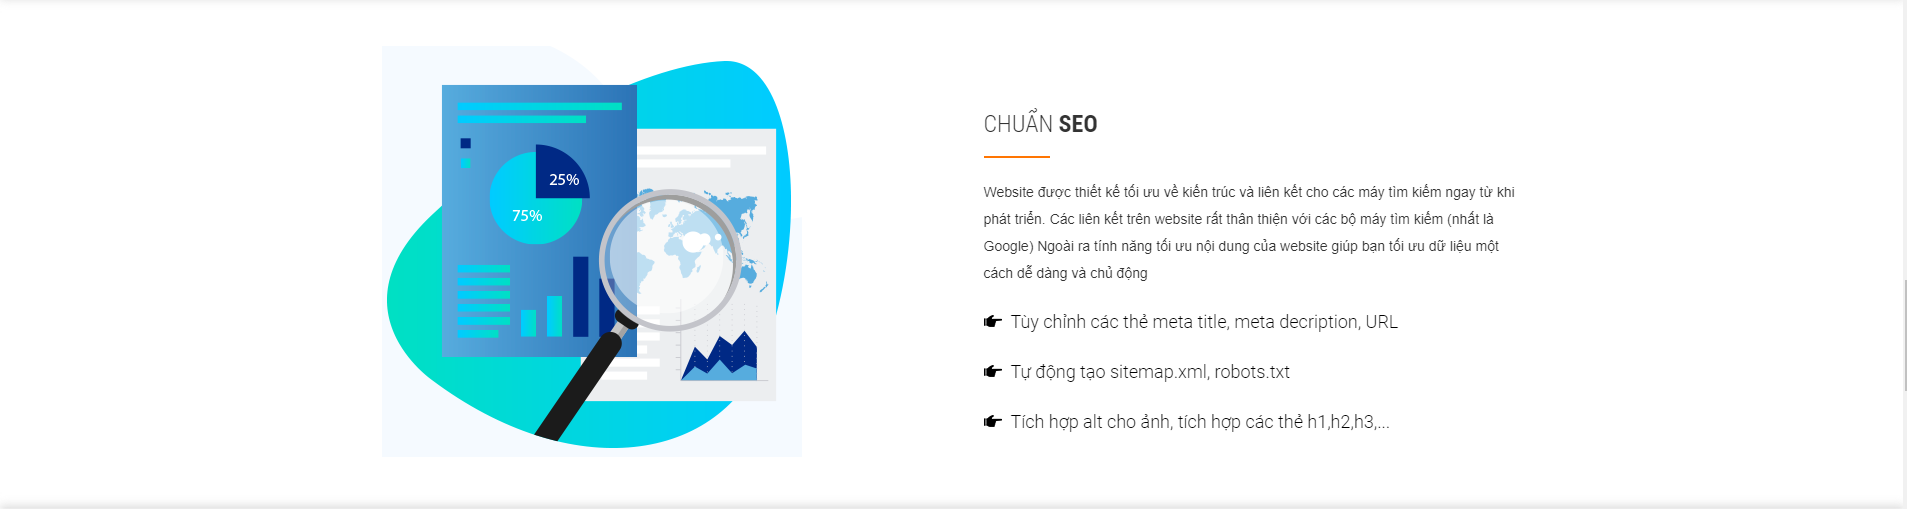 25%
75%
CHUẨN SEO
Website được thiết kế tối ưu về kiến trúc và liên kết cho các máy tìm kiếm ngay từ khi
phát triển. Các liên kết trên website rất thân thiện với các bộ máy tìm kiếm (nhất là
Google) Ngoài ra tính năng tối ưu nội dung của website giúp bạn tối ưu dữ liệu một
cách dễ dàng và chủ động
Tùy chỉnh các thẻ meta title, meta decription, URL
Tự động tạo sitemap.xml, robots.txt
Tích hợp alt cho ảnh, tích hợp các thẻ h1,h2,h3,...